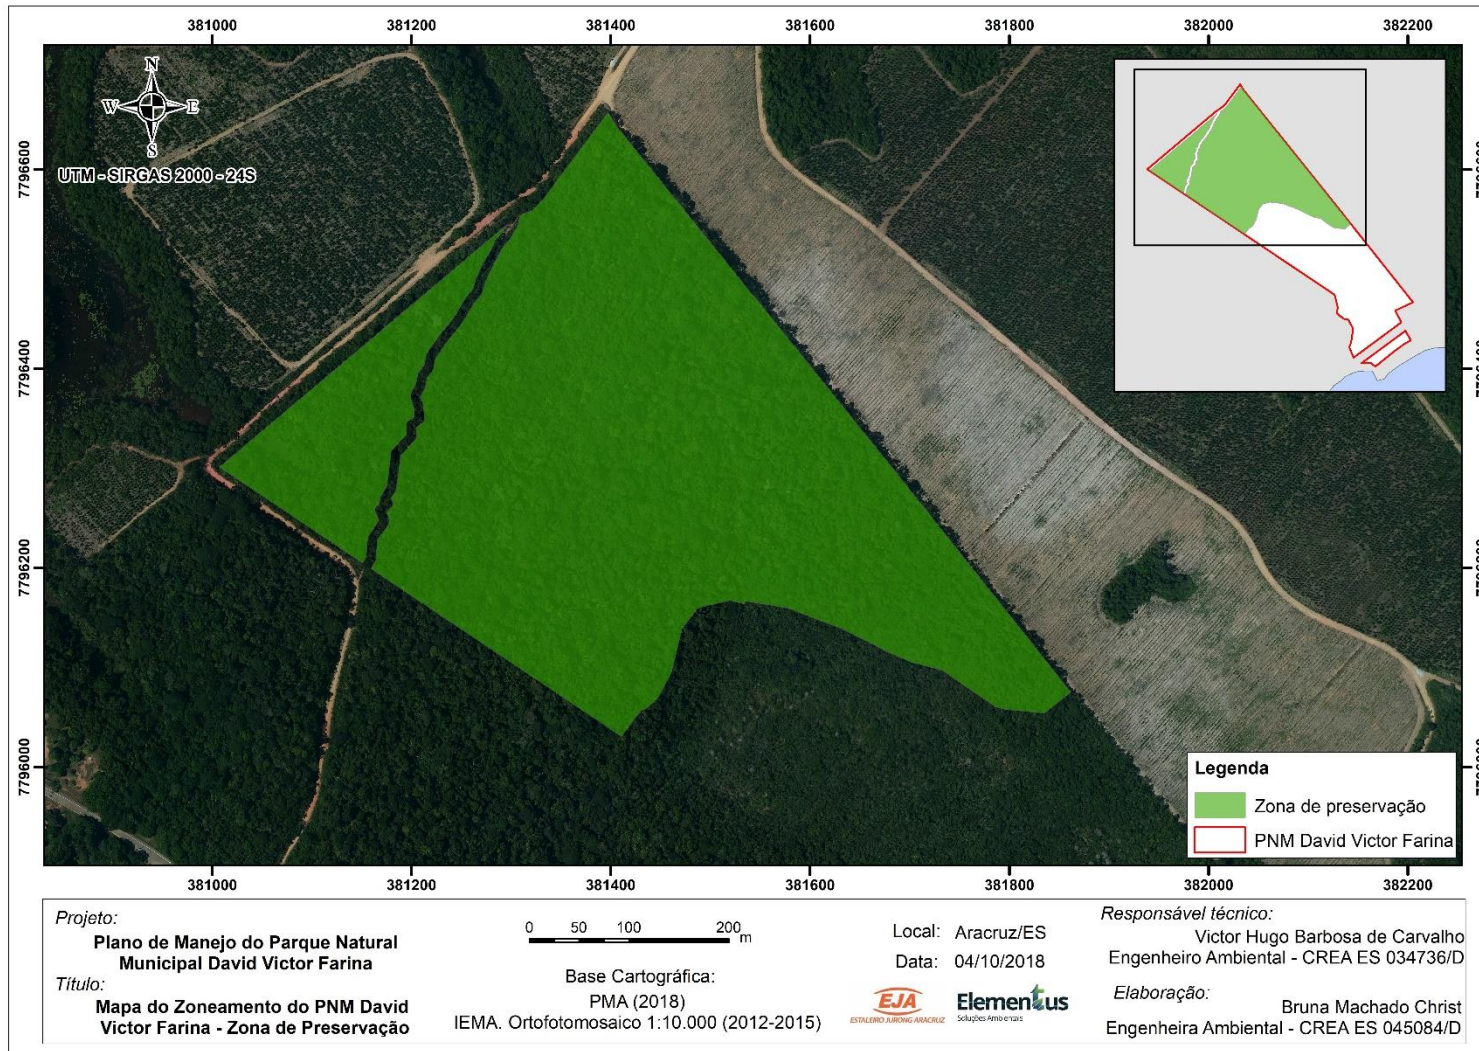 381000 381200 381400 381600 381800 382000 382200
N
W E
S
UTM - SIRGAS 2000 - 24S
7796600
7796400
7796200
7796000
7796600
7796400
7796200
7796000
Legenda
Zona de preservação
PNM David Victor Farina
381000 381200 381400 381600 381800 382000 382200
Projeto:
Plano de Manejo do Parque Natural
Municipal David Victor Farina
Título:
Mapa do Zoneamento do PNM David
Victor Farina - Zona de Preservação
0 50 100 200
m
Base Cartográfica:
PMA (2018)
IEMA. Ortofotomosaico 1:10.000 (2012-2015)
Local: Aracruz/ES
Data: 04/10/2018
EJA
ESTALEIRO JURONG ARACRUZ
Elementus
Soluções Ambientais
Responsável técnico:
Victor Hugo Barbosa de Carvalho
Engenheiro Ambiental - CREA ES 034736/D
Elaboração:
Bruna Machado Christ
Engenheira Ambiental - CREA ES 045084/D